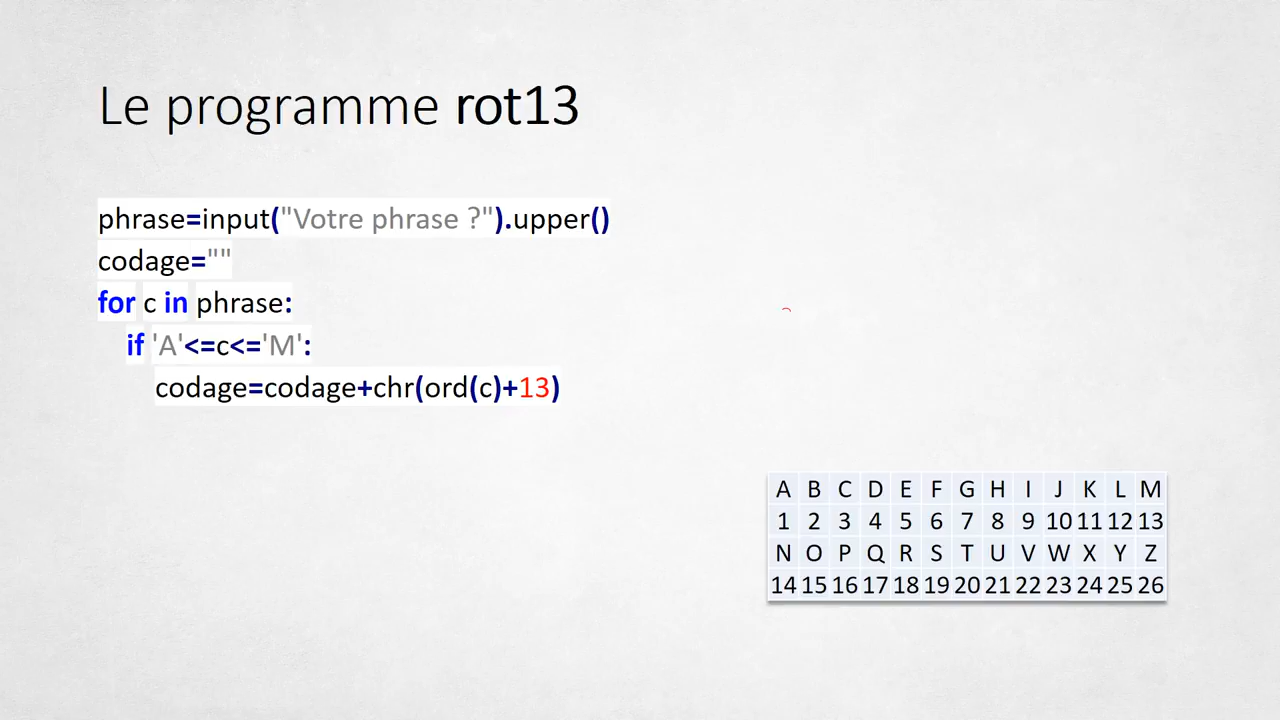 Le programme rot13
phrase=input("Votre phrase ?").upper()
codage=""
for c in phrase:
if 'A'<=c<='M':
codage=codage+chr(ord(c)+13)
A B C D E F G H I J K L M
1 2 3 4 5 6 7 8 9 10 11 12 13
N O P Q R S T U V W X Y Z
14 15 16 17 18 19 20 21 22 23 24 25 26